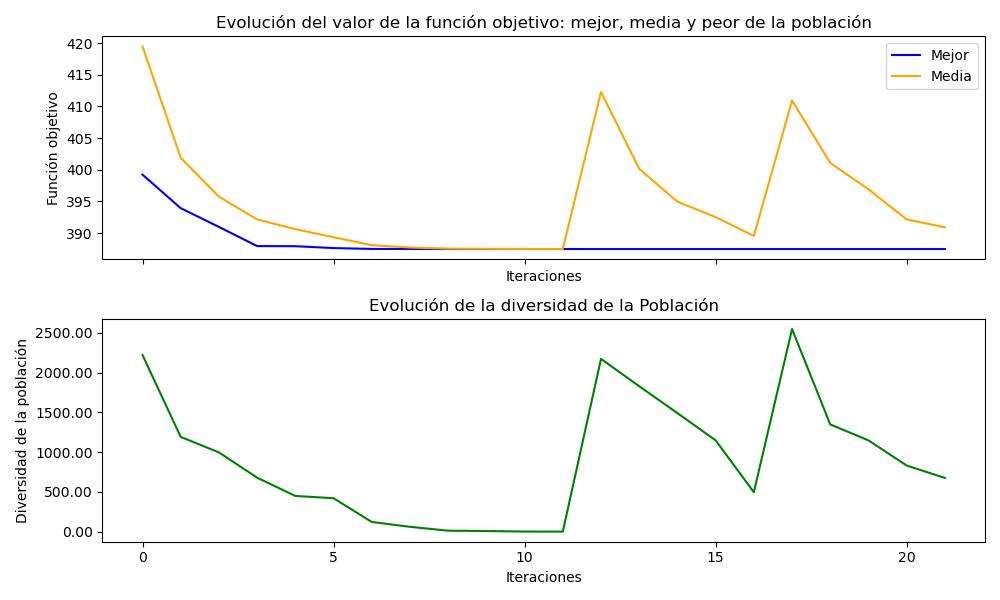 Evolución del valor de la función objetivo: mejor, media y peor de la población
420
415
410
405
400
395
390
Función objetivo
Mejor
Media
Iteraciones
Evolución de la diversidad de la Población
2500.00
2000.00
1500.00
1000.00
500.00
0.00
Diversidad de la población
0 5 10 15 20
Iteraciones